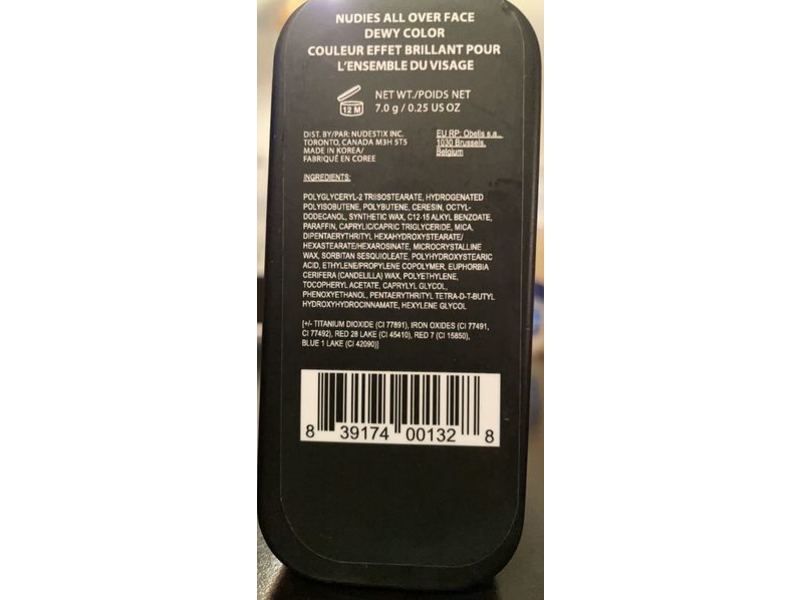 NUDIES ALL OVER FACE
DEWY COLOR
COULEUR EFFET BRILLANT POUR
L'ENSEMBLE DU VISAGE
12 M
NET WT./POIDS NET
7.0 g / 0.25 US OZ
DIST. BY/PAR: NUDESTIX INC.
TORONTO, CANADA M3H 5T5
MADE IN KOREA/
FABRIQUÉ EN COREE
EU RP: Obelis s.a.,
1030 Brussels,
Belgium
INGREDIENTS:
POLYGLYCERYL-2 TRIISOSTEARATE, HYDROGENATED
POLYISOBUTENE, POLYBUTENE, CERESIN, OCTYL-
DODECANOL, SYNTHETIC WAX, C12-15 ALKYL BENZOATE,
PARAFFIN, CAPRYLIC/CAPRIC TRIGLYCERIDE, MICA,
DIPENTAERYTHRITYL HEXAHYDROXYSTEARATE/
HEXASTEARATE/HEXAROSINATE, MICROCRYSTALLINE
WAX, SORBITAN SESQUIOLEATE, POLYHYDROXYSTEARIC
ACID, ETHYLENE/PROPYLENE COPOLYMER, EUPHORBIA
CERIFERA (CANDELILLA) WAX, POLYETHYLENE,
TOCOPHERYL ACETATE, CAPRYLYL GLYCOL,
PHENOXYETHANOL, PENTAERYTHRITYL TETRA-D-T-BUTYL
HYDROXYHYDROCINNAMATE, HEXYLENE GLYCOL
[+/- TITANIUM DIOXIDE (CI 77891), IRON OXIDES (CI 77491,
CI 77492), RED 28 LAKE (CI 45410), RED 7 (CI 15850),
BLUE 1 LAKE (CI 42090)]
8 39174 00132 8